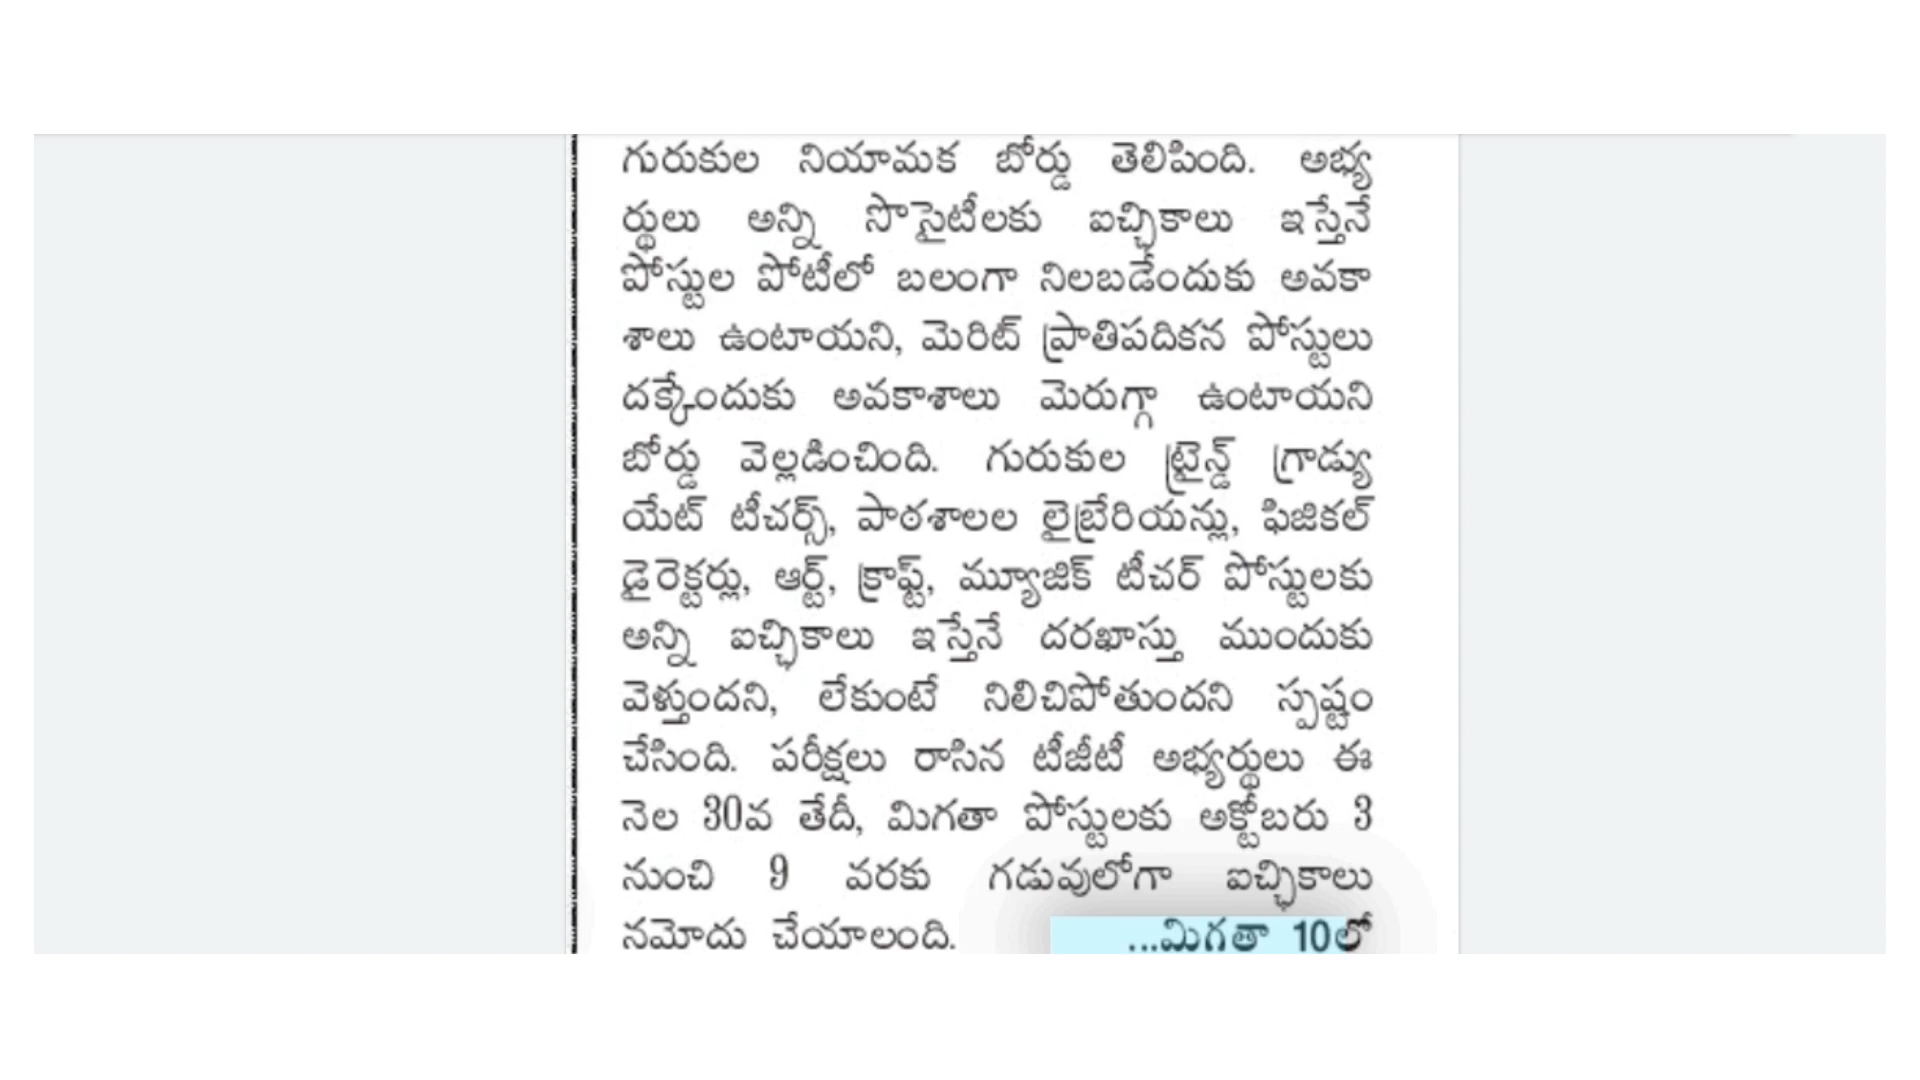 గురుకుల నియామక బోర్డు తెలిపింది. అభ్య
ర్థులు అన్ని సొసైటీలకు ఐచ్ఛికాలు ఇస్తేనే
పోస్టుల పోటీలో బలంగా నిలబడేందుకు అవకా
శాలు ఉంటాయని, మెరిట్ ప్రాతిపదికన పోస్టులు
దక్కేందుకు అవకాశాలు మెరుగ్గా ఉంటాయని
బోర్డు వెల్లడించింది. గురుకుల ట్రైన్డ్ గ్రాడ్యు
యేట్ టీచర్స్, పాఠశాలల లైబ్రేరియన్లు, ఫిజికల్
డైరెక్టర్లు, ఆర్ట్, క్రాఫ్ట్, మ్యూజిక్ టీచర్ పోస్టులకు
అన్ని ఐచ్ఛికాలు ఇస్తేనే దరఖాస్తు ముందుకు
వెళ్తుందని, లేకుంటే నిలిచిపోతుందని స్పష్టం
చేసింది. పరీక్షలు రాసిన టీజీటీ అభ్యర్థులు ఈ
నెల 30వ తేదీ, మిగతా పోస్టులకు అక్టోబరు 3
నుంచి 9 వరకు గడువులోగా ఐచ్ఛికాలు
నమోదు చేయాలంది. ...మిగతా 10లో